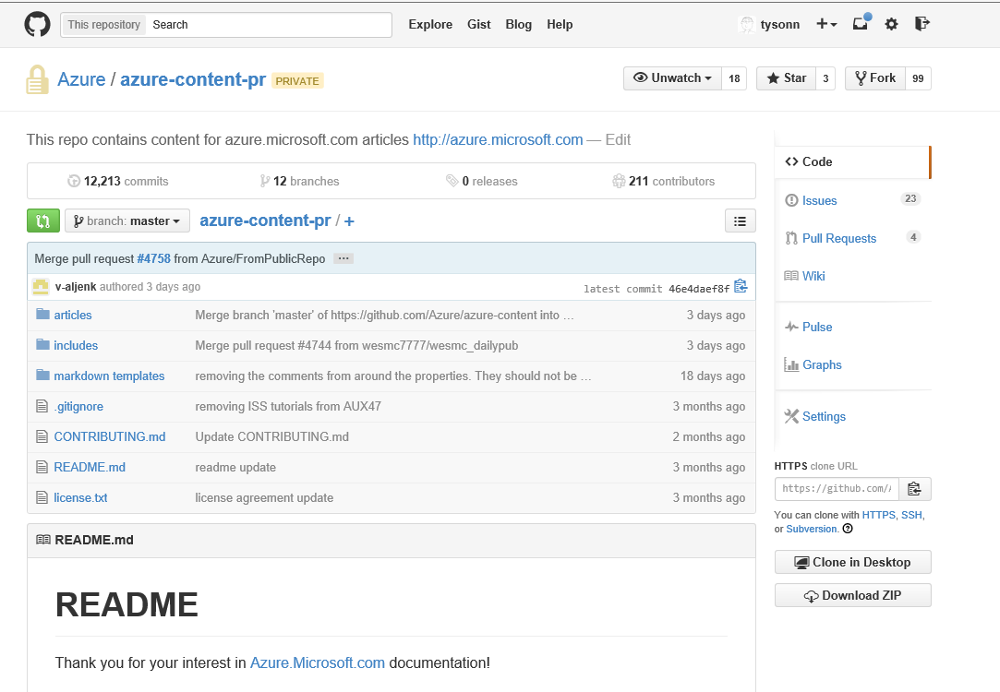 This repository Search Explore Gist Blog Help tysonn
Azure / azure-content-pr PRIVATE Unwatch 18 Star 3 Fork 99
This repo contains content for azure.microsoft.com articles http://azure.microsoft.com — Edit
12,213 commits 12 branches 0 releases 211 contributors
branch: master azure-content-pr / +
Merge pull request #4758 from Azure/FromPublicRepo ...
v-aljenk authored 3 days ago latest commit 46e4daef8f
articles Merge branch 'master' of https://github.com/Azure/azure-content into ... 3 days ago
includes Merge pull request #4744 from wesmc7777/wesmc_dailypub 3 days ago
markdown templates removing the comments from around the properties. They should not be ... 18 days ago
.gitignore removing ISS tutorials from AUX47 3 months ago
CONTRIBUTING.md Update CONTRIBUTING.md 2 months ago
README.md readme update 3 months ago
license.txt license agreement update 3 months ago
README.md
README
Thank you for your interest in Azure.Microsoft.com documentation!
Code
Issues 23
Pull Requests 4
Wiki
Pulse
Graphs
Settings
HTTPS clone URL
https://github.com/
You can clone with HTTPS, SSH,
or Subversion.
Clone in Desktop
Download ZIP